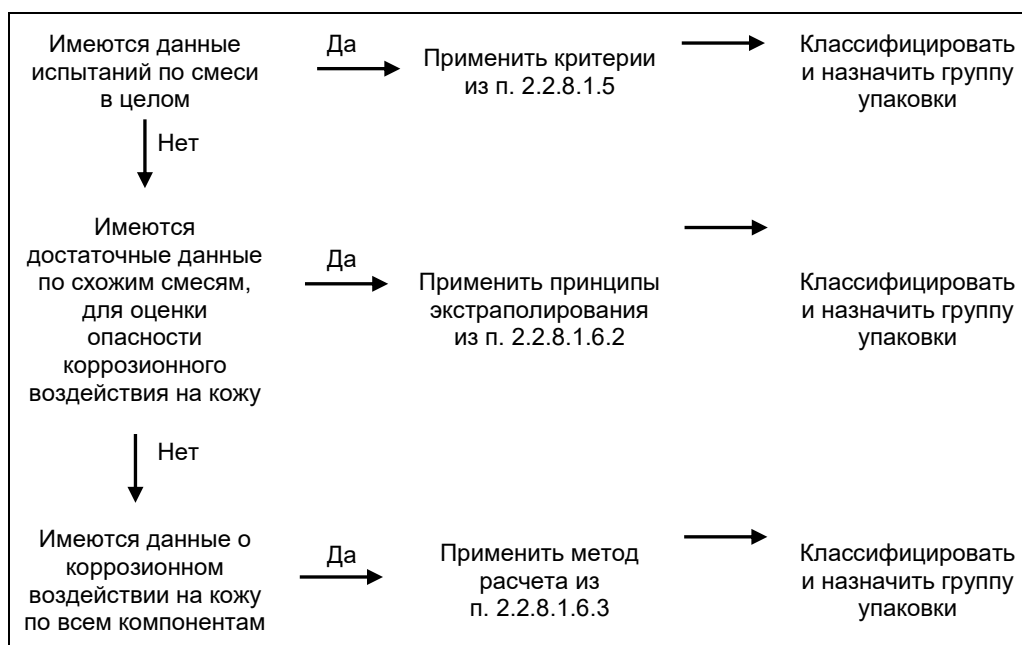 Имеются данные
испытаний по смеси
в целом
Да
Применить критерии
из п. 2.2.8.1.5
Классифицировать
и назначить группу
упаковки
Нет
Имеются
достаточные данные
по схожим смесям,
для оценки
опасности
коррозионного
воздействия на кожу
Да
Применить принципы
экстраполирования
из п. 2.2.8.1.6.2
Классифицировать
и назначить группу
упаковки
Нет
Имеются данные о
коррозионном
воздействии на кожу
по всем компонентам
Да
Применить метод
расчета из
п. 2.2.8.1.6.3
Классифицировать
и назначить группу
упаковки